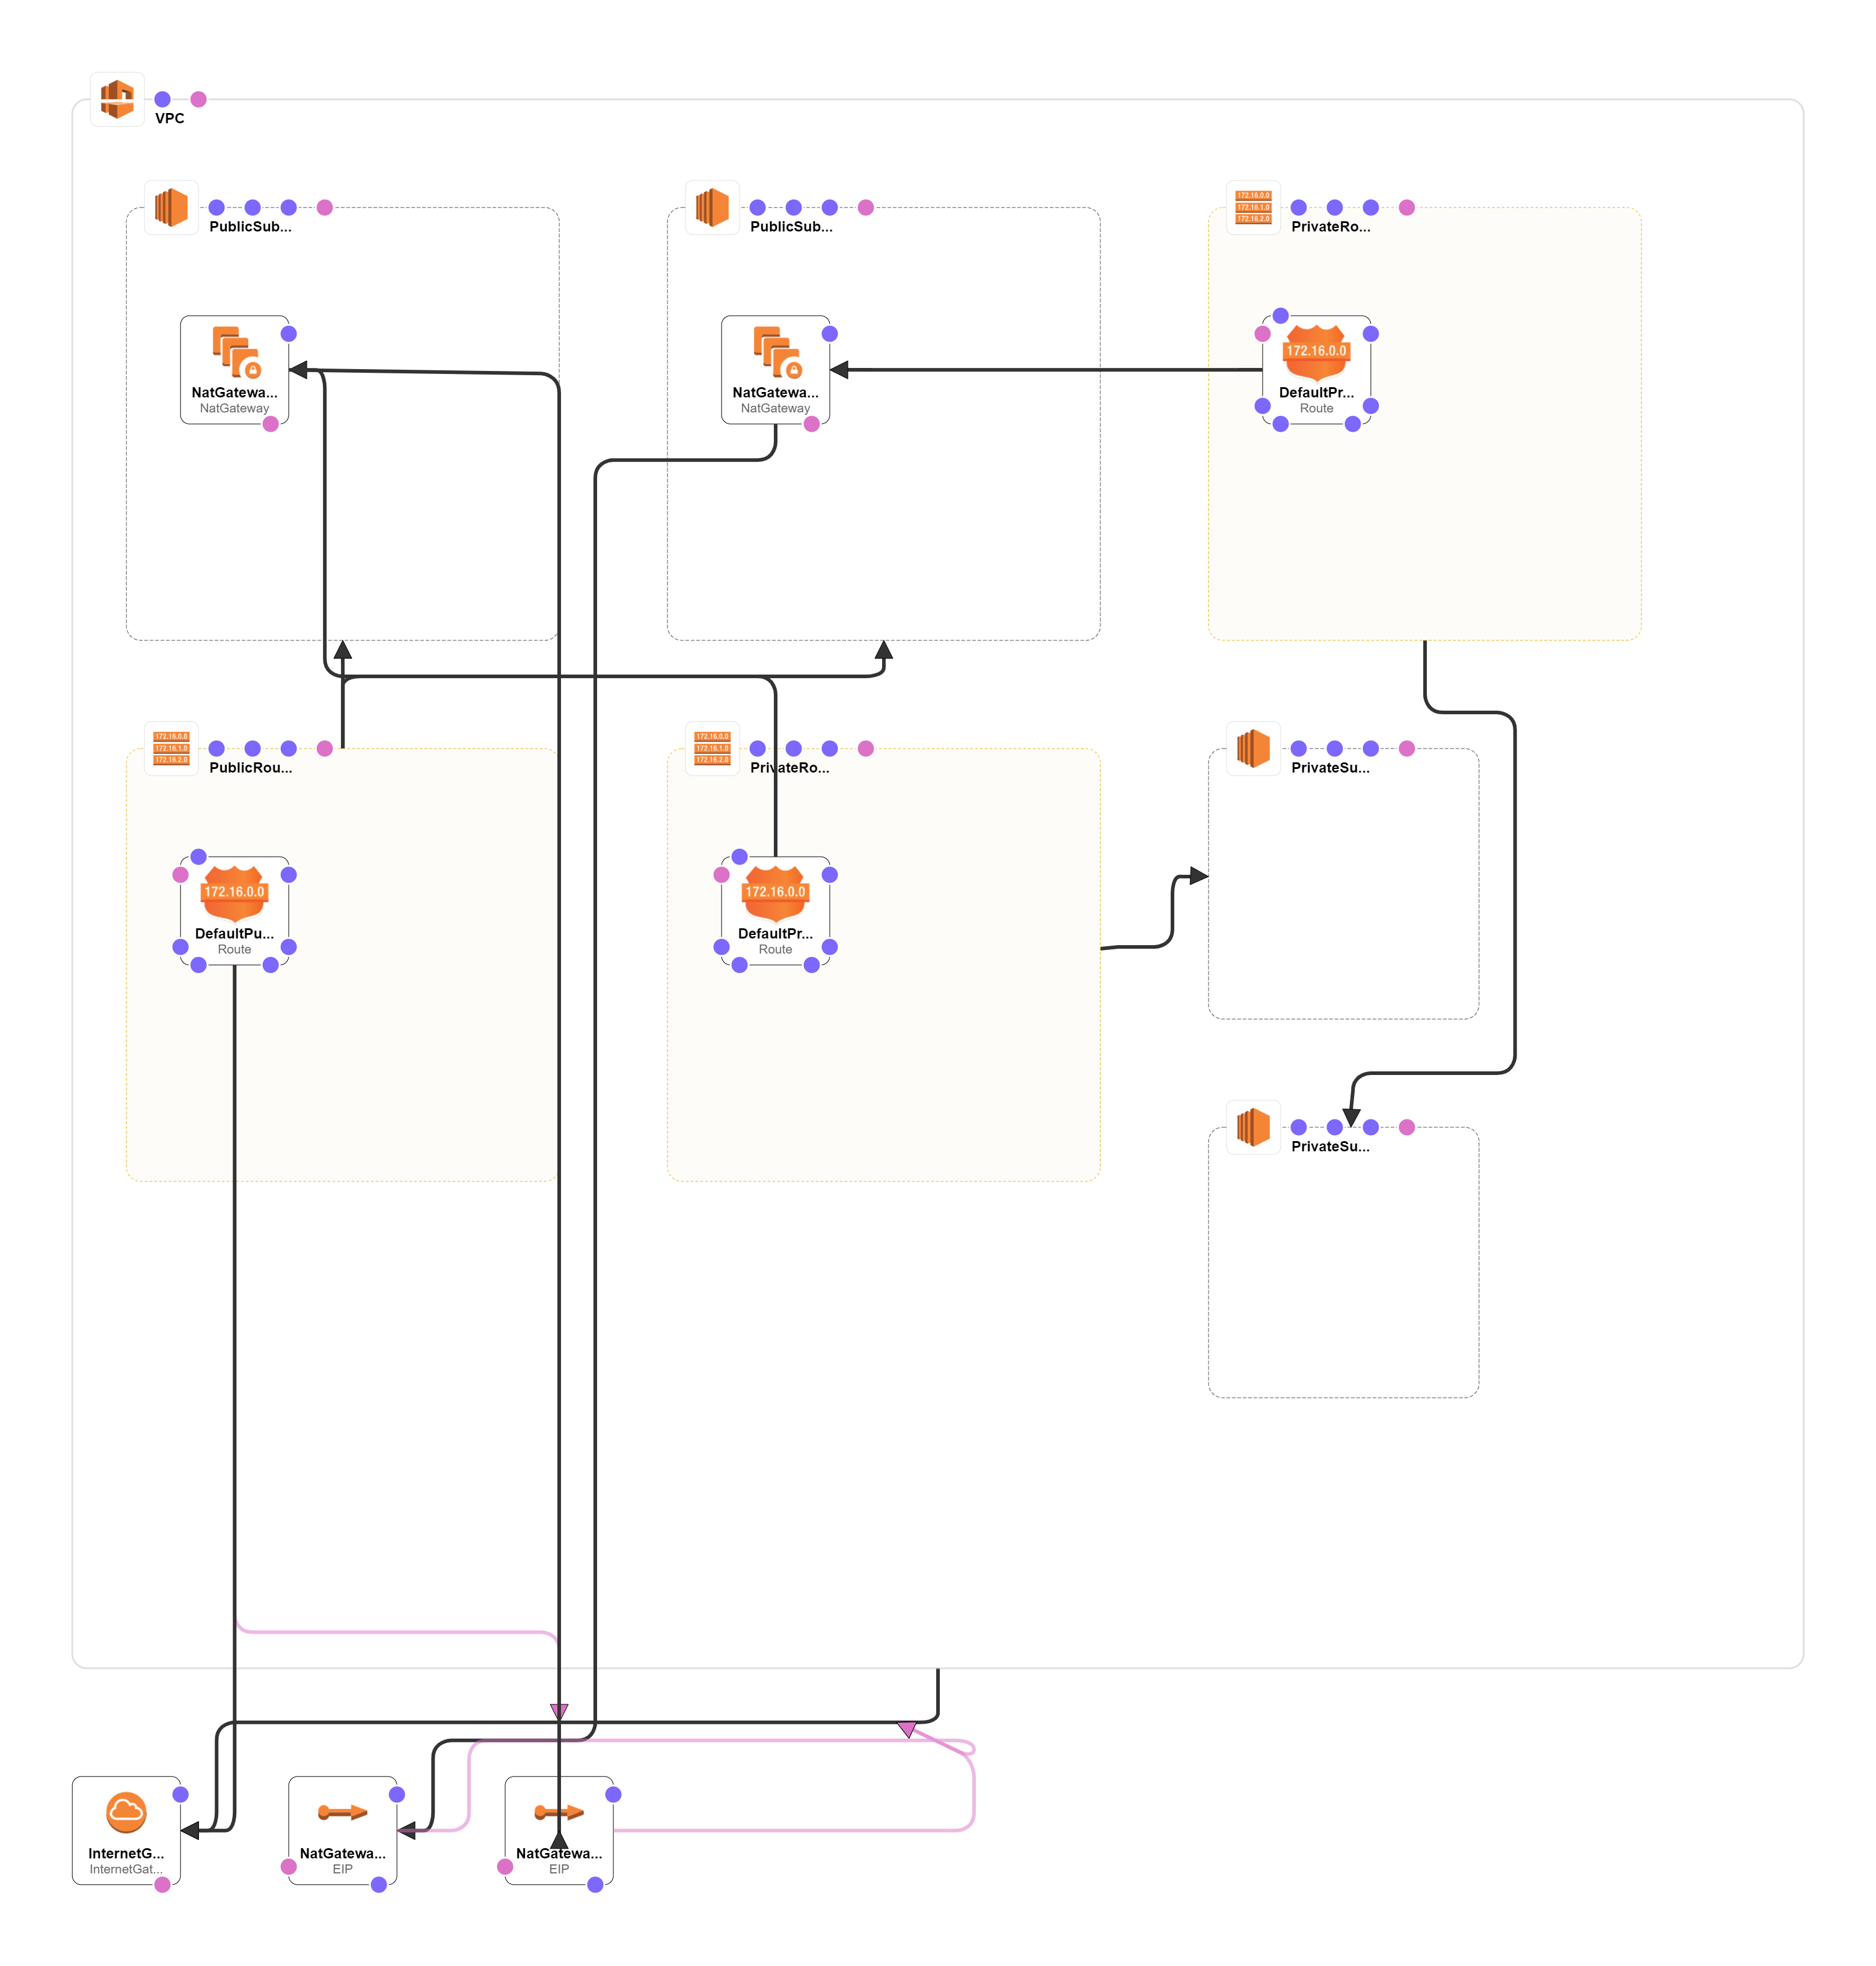 VPC
172.16.0.0
172.16.1.0
172.16.2.0
PublicSub...
PublicSub...
PrivateRo...
NatGatewa...
NatGateway
NatGatewa...
NatGateway
172.16.0.0
DefaultPr...
Route
172.16.0.0
172.16.1.0
172.16.2.0
PublicRou...
172.16.0.0
172.16.1.0
172.16.2.0
PrivateRo...
PrivateSu...
172.16.0.0
DefaultPu...
Route
172.16.0.0
DefaultPr...
Route
PrivateSu...
InternetG...
InternetGat...
NatGatewa...
EIP
NatGatewa...
EIP